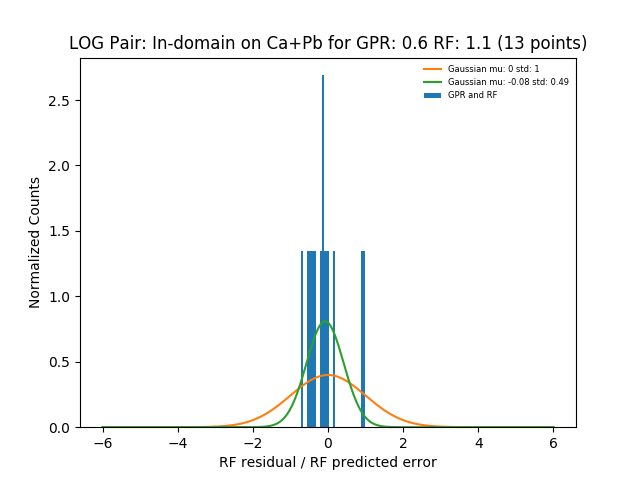 LOG Pair: In-domain on Ca+Pb for GPR: 0.6 RF: 1.1 (13 points)
Gaussian mu: 0 std: 1
Gaussian mu: -0.08 std: 0.49
GPR and RF
Normalized Counts
2.5
2.0
1.5
1.0
0.5
0.0
−6 −4 −2 0 2 4 6
RF residual / RF predicted error